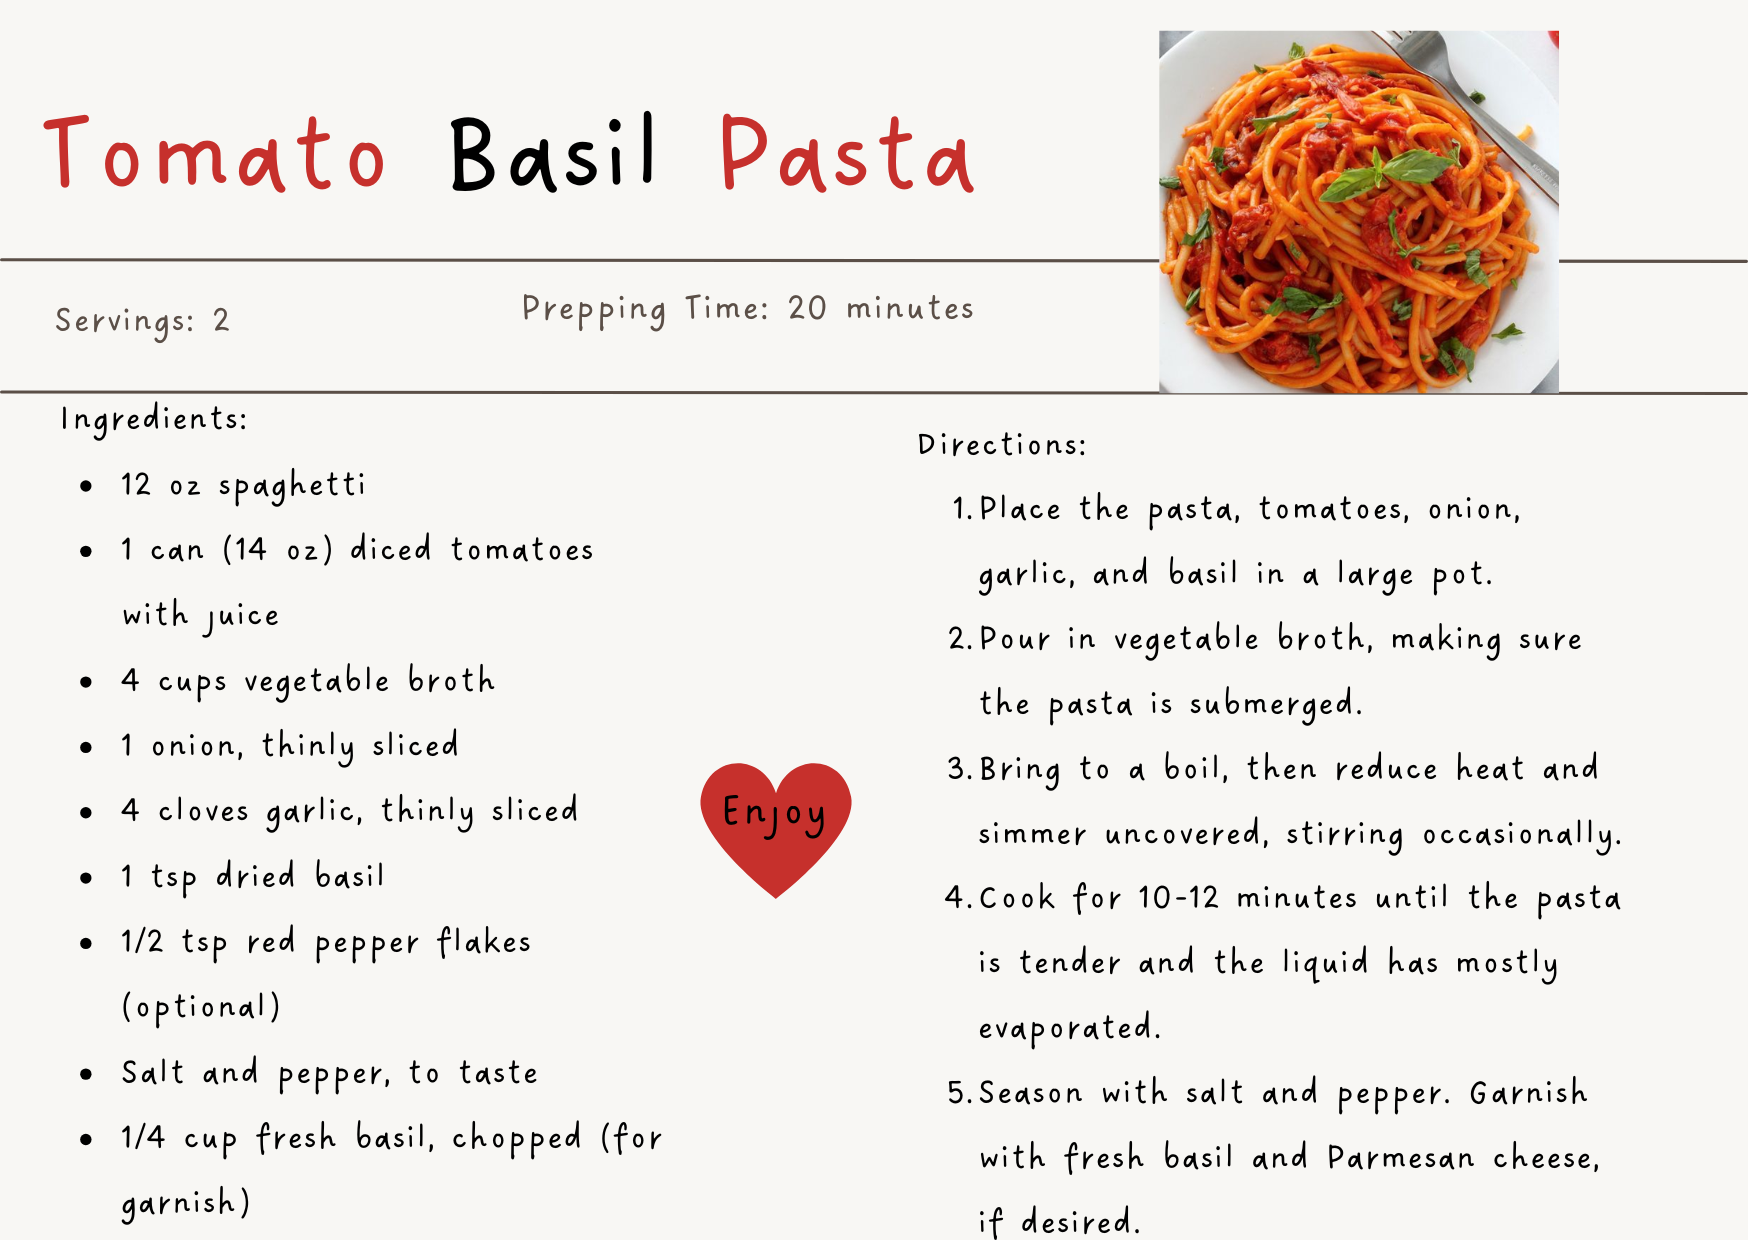 Tomato Basil Pasta
Servings: 2
Prepping Time: 20 minutes
Ingredients:
• 12 oz spaghetti
• 1 can (14 oz) diced tomatoes
with juice
• 4 cups vegetable broth
• 1 onion, thinly sliced
• 4 cloves garlic, thinly sliced
• 1 tsp dried basil
• 1/2 tsp red pepper flakes
(optional)
• Salt and pepper, to taste
• 1/4 cup fresh basil, chopped (for
garnish)
Enjoy
Directions:
1. Place the pasta, tomatoes, onion,
garlic, and basil in a large pot.
2. Pour in vegetable broth, making sure
the pasta is submerged.
3. Bring to a boil, then reduce heat and
simmer uncovered, stirring occasionally.
4. Cook for 10-12 minutes until the pasta
is tender and the liquid has mostly
evaporated.
5. Season with salt and pepper. Garnish
with fresh basil and Parmesan cheese,
if desired.